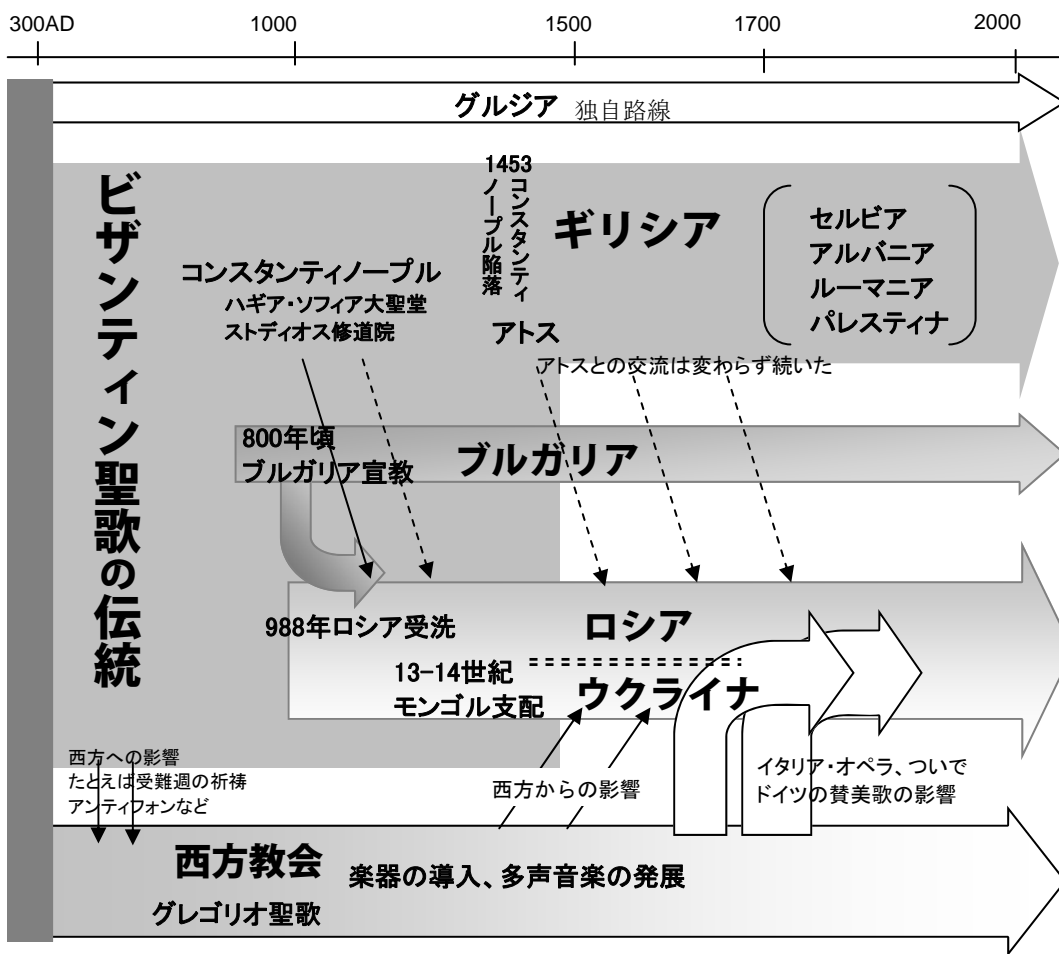 300AD 1000 1500 1700 2000
グルジア 独自路線
ビザンティン聖歌の伝統
1453
コンスタンティ
ノープル陥落
ギリシア
セルビア
アルバニア
ルーマニア
パレスティナ
コンスタンティノープル
ハギア・ソフィア大聖堂
ストディオス修道院
アトス
アトスとの交流は変わらず続いた
800年頃
ブルガリア宣教
ブルガリア
988年ロシア受洗
ロシア
13-14世紀
モンゴル支配
ウクライナ
西方への影響
たとえば受難週の祈祷
アンティフォンなど
西方からの影響
イタリア・オペラ、ついで
ドイツの賛美歌の影響
西方教会
楽器の導入、多声音楽の発展
グレゴリオ聖歌